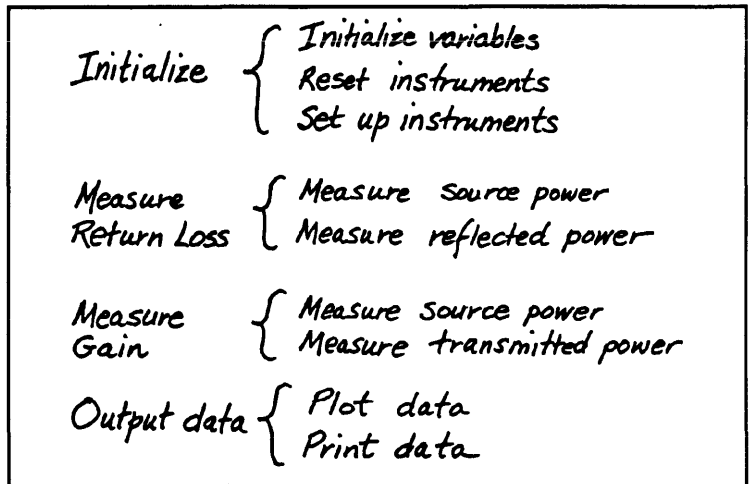 Initialize
Initialize variables
Reset instruments
Set up instruments
Measure
Return Loss
Measure source power
Measure reflected power
Measure
Gain
Measure source power
Measure transmitted power
Output data
Plot data
Print data